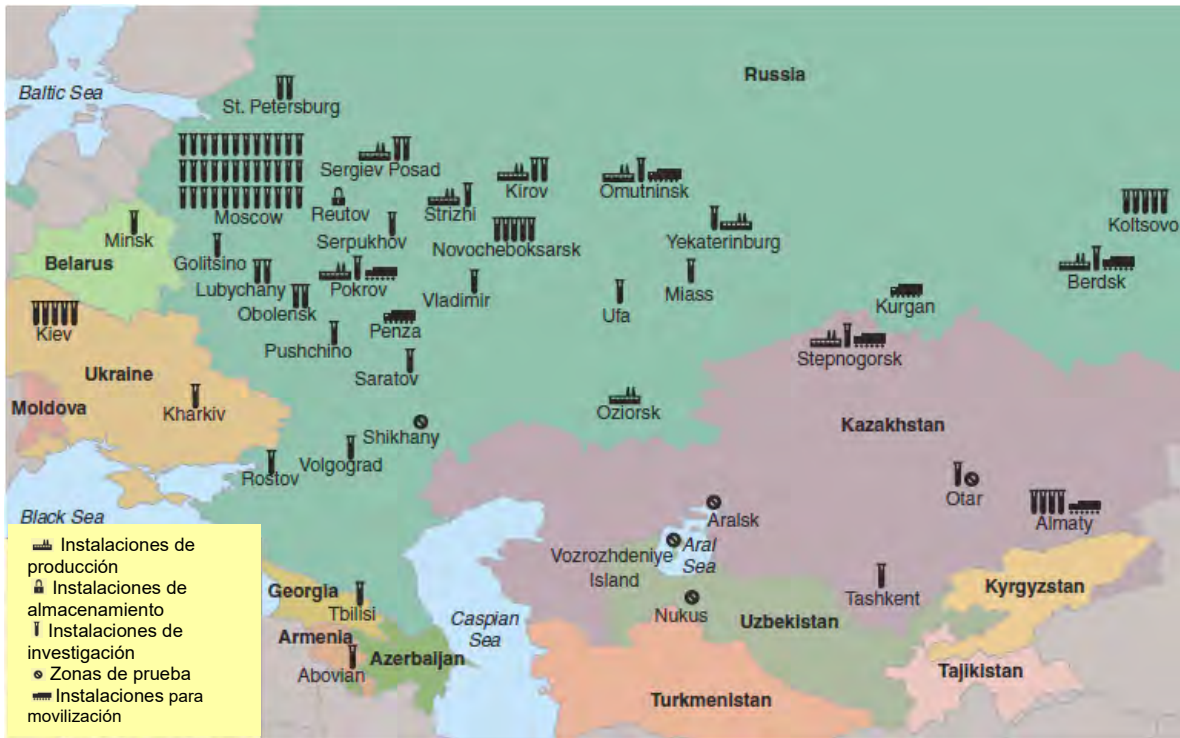 Russia
Baltic Sea
St. Petersburg
Sergiev Posad
Kirov
Omutninsk
Moscow
Reutov
Strizhi
Koltsovo
Minsk
Serpukhov
Novocheboksarsk
Yekaterinburg
Golitsino
Belarus
Lubychany
Pokrov
Vladimir
Miass
Berdsk
Obolensk
Ufa
Kurgan
Kiev
Penza
Pushchino
Stepnogorsk
Ukraine
Saratov
Moldova
Kharkiv
Oziorsk
Kazakhstan
Shikhany
Rostov
Volgograd
Otar
Black Sea
Aralsk
Almaty
Vozrozhdeniye
Island
Aral
Sea
Georgia
Tbilisi
Caspian
Sea
Nukus
Uzbekistan
Tashkent
Kyrgyzstan
Armenia
Azerbaijan
Abovian
Tajikistan
Turkmenistan
Instalaciones de
producción
Instalaciones de
almacenamiento
Instalaciones de
investigación
Zonas de prueba
Instalaciones para
movilización